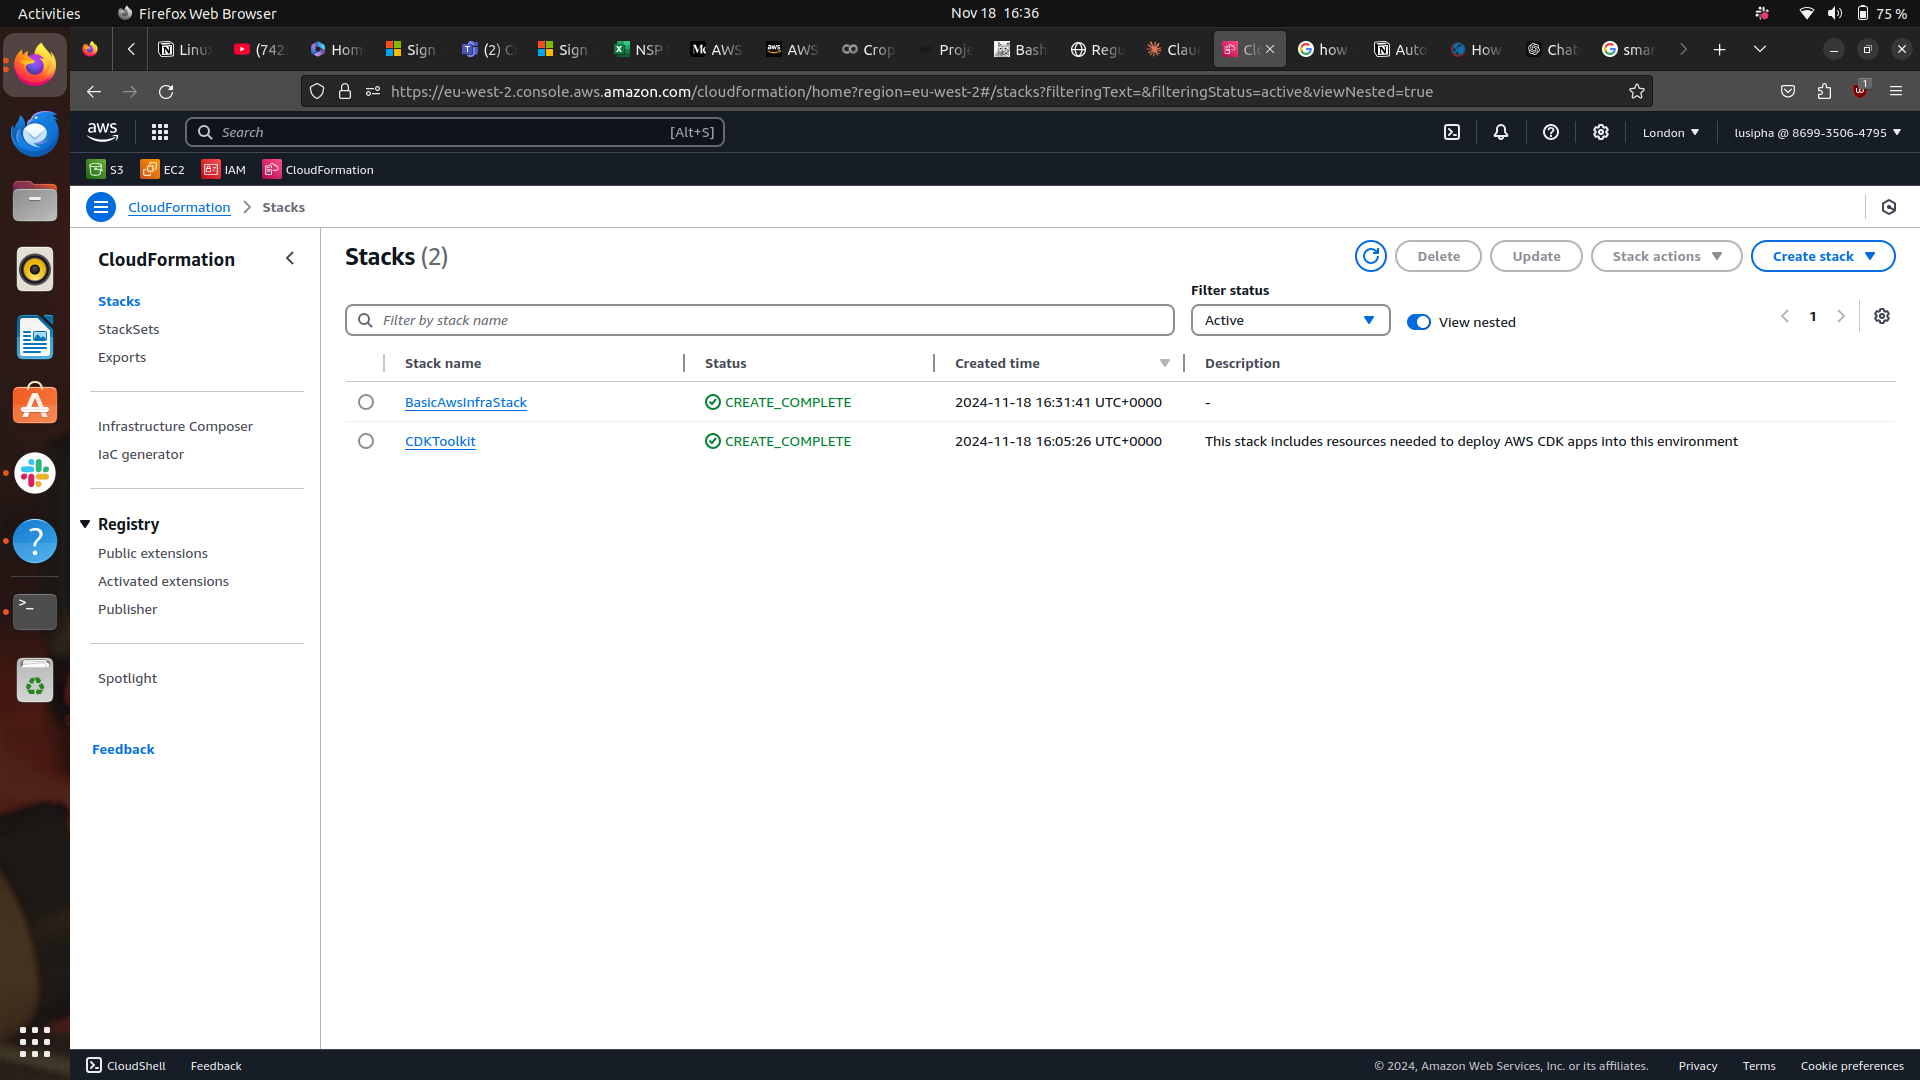 Activities
Firefox Web Browser
Nov 18 16:36
75 %
Linu
(742
Hom
Sign
(2) C
Sign
NSP
AWS
AWS
Crop
Proje
Bash
Regu
Clau
Clo
how
Auto
How
Chat
smar
https://eu-west-2.console.aws.amazon.com/cloudformation/home?region=eu-west-2#/stacks?filteringText=&filteringStatus=active&viewNested=true
1
aws
Search
[Alt+S]
London
lusipha @ 8699-3506-4795
S3
EC2
IAM
CloudFormation
CloudFormation
Stacks
CloudFormation
Stacks
StackSets
Exports
Infrastructure Composer
IaC generator
Registry
Public extensions
Activated extensions
Publisher
Spotlight
Feedback
Stacks (2)
Delete
Update
Stack actions
Create stack
Filter by stack name
Filter status
Active
View nested
1
Stack name Status Created time Description
BasicAwsInfraStack CREATE_COMPLETE 2024-11-18 16:31:41 UTC+0000 -
CDKToolkit CREATE_COMPLETE 2024-11-18 16:05:26 UTC+0000 This stack includes resources needed to deploy AWS CDK apps into this environment
CloudShell
Feedback
© 2024, Amazon Web Services, Inc. or its affiliates.
Privacy
Terms
Cookie preferences